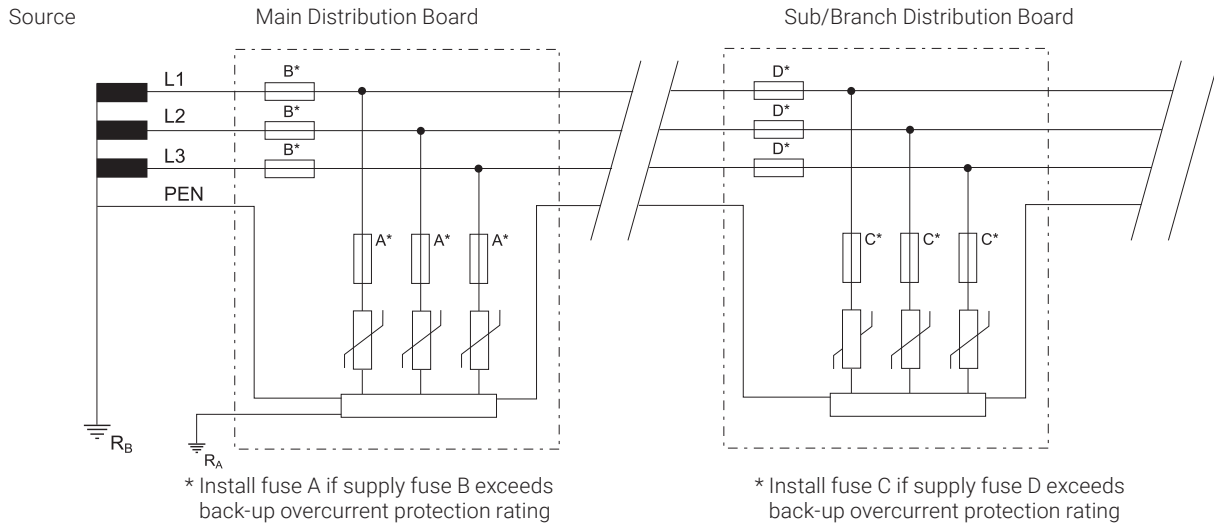 Source
Main Distribution Board
Sub/Branch Distribution Board
L1
B*
D*
L2
B*
D*
L3
B*
D*
PEN
A*
A*
A*
C*
C*
C*
RB
RA
* Install fuse A if supply fuse B exceeds
back-up overcurrent protection rating
* Install fuse C if supply fuse D exceeds
back-up overcurrent protection rating